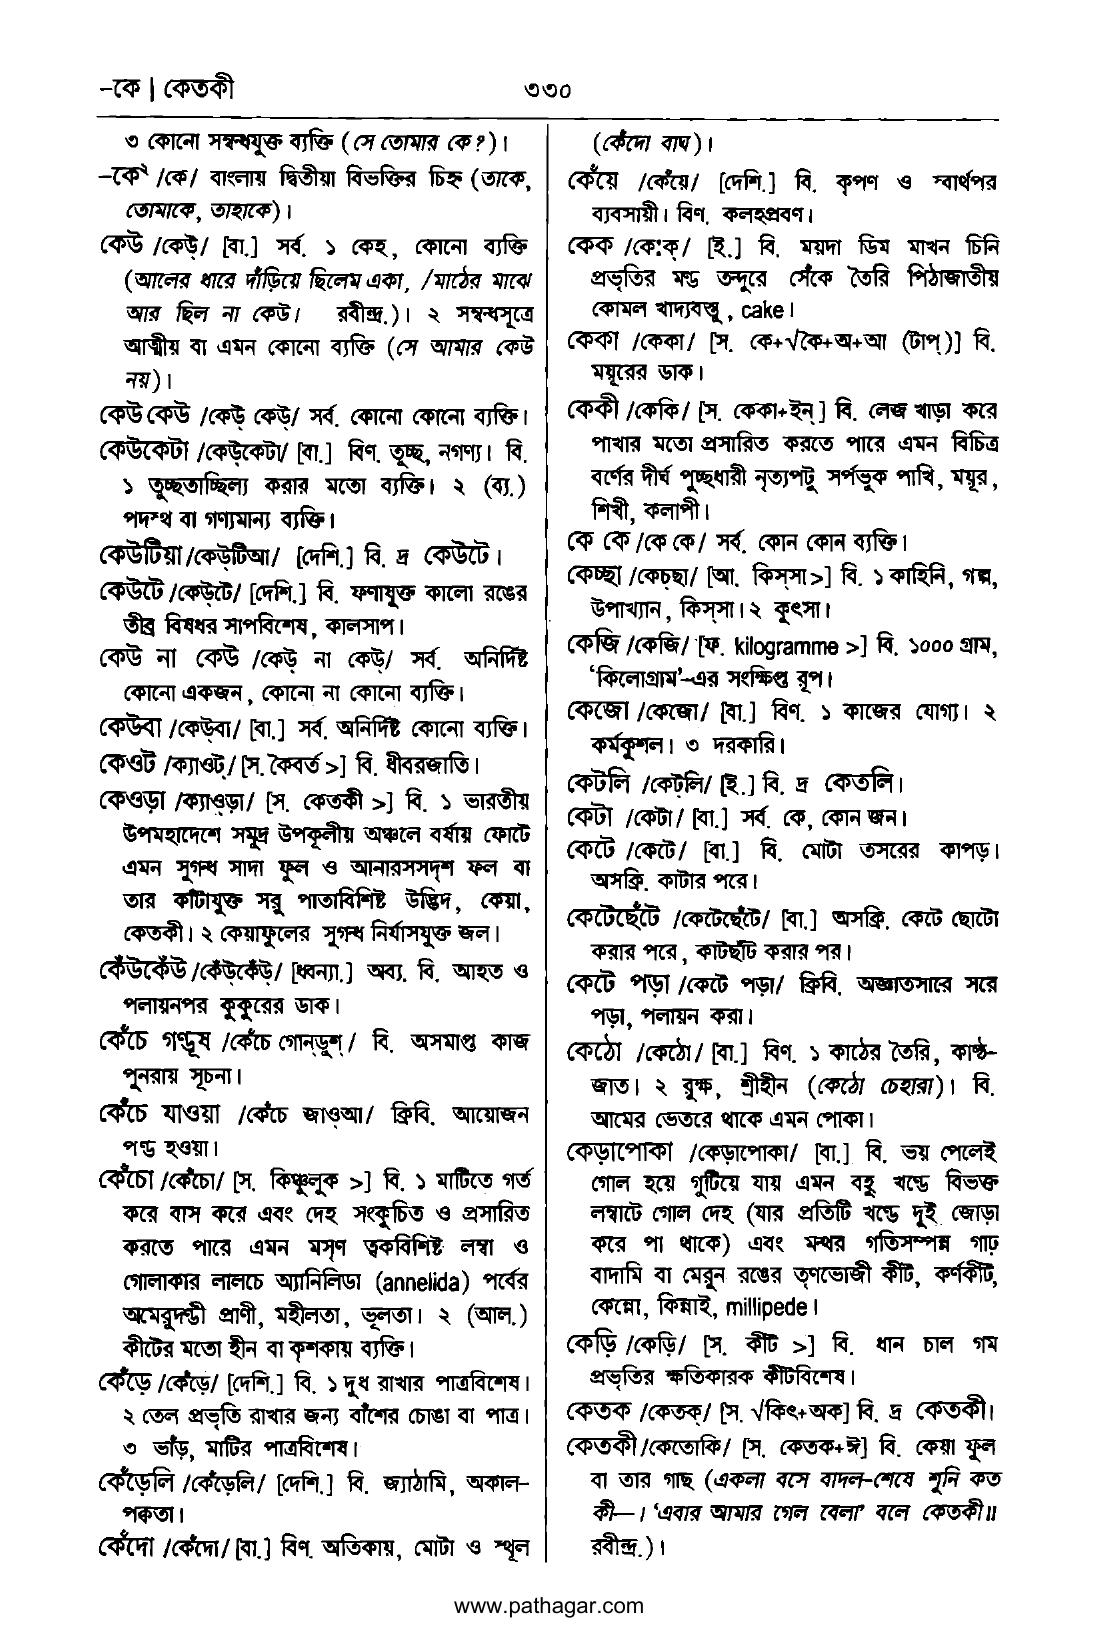 –কে | কেতকী
৩৩০
৩ কোনো সম্বন্ধযুক্ত ব্যক্তি (সে তোমার কে?)।
–কে২ /কে/ বাংলায় দ্বিতীয়া বিভক্তির চিহ্ন (তাকে,
তোমাকে, তাহাকে)।
কেউ /কেউ্/ [বা.] সর্ব. ১ কেহ, কোনো ব্যক্তি
(আলের ধারে দাঁড়িয়ে ছিলেম একা, /মাঠের মাঝে
আর ছিল না কেউ। রবীন্দ্র.)। ২ সম্বন্ধসূত্রে
আত্মীয় বা এমন কোনো ব্যক্তি (সে আমার কেউ
নয়)।
কেউ কেউ /কেউ্ কেউ্/ সর্ব. কোনো কোনো ব্যক্তি।
কেউকেটা /কেউ্কেটা/ [বা.] বিণ. তুচ্ছ, নগণ্য। বি.
১ তুচ্ছতাচ্ছিল্য করার মতো ব্যক্তি। ২ (ব্য.)
পদস্থ বা গণ্যমান্য ব্যক্তি।
কেউটিয়া /কেউ্টিআ/ [দেশি.] বি. দ্র কেউটে।
কেউটে /কেউ্টে/ [দেশি.] বি. ফণাযুক্ত কালো রঙের
তীব্র বিষধর সাপবিশেষ, কালসাপ।
কেউ না কেউ /কেউ্ না কেউ্/ সর্ব. অনির্দিষ্ট
কোনো একজন, কোনো না কোনো ব্যক্তি।
কেউবা /কেউ্বা/ [বা.] সর্ব. অনির্দিষ্ট কোনো ব্যক্তি।
কেওট /ক্যাওট্/ [স. কৈবর্ত >] বি. ধীবরজাতি।
কেওড়া /ক্যাও্ড়া/ [স. কেতকী >] বি. ১ ভারতীয়
উপমহাদেশে সমুদ্র উপকূলীয় অঞ্চলে বর্ষায় ফোটে
এমন সুগন্ধ সাদা ফুল ও আনারসসদৃশ ফল বা
তার কাঁটাযুক্ত সরু পাতাবিশিষ্ট উদ্ভিদ, কেয়া,
কেতকী। ২ কেয়াফুলের সুগন্ধ নির্যাসযুক্ত জল।
কেঁউকেঁউ /কেঁউ্কেঁউ্/ [ধ্বন্যা.] অব্য. বি. আহত ও
পলায়নপর কুকুরের ডাক।
কেঁচে গণ্ডূষ /কেঁচে গোন্ডুশ্/ বি. অসমাপ্ত কাজ
পুনরায় সূচনা।
কেঁচে যাওয়া /কেঁচে জাও্আ/ ক্রিবি. আয়োজন
পণ্ড হওয়া।
কেঁচো /কেঁচো/ [স. কিঞ্চুলুক >] বি. ১ মাটিতে গর্ত
করে বাস করে এবং দেহ সংকুচিত ও প্রসারিত
করতে পারে এমন মসৃণ ত্বকবিশিষ্ট লম্বা ও
গোলাকার লালচে অ্যানিলিডা (annelida) পর্বের
অমেরুদণ্ডী প্রাণী, মহীলতা, ভূলতা। ২ (আল.)
কীটের মতো হীন বা কৃশকায় ব্যক্তি।
কেঁড়ে /কেঁড়ে/ [দেশি.] বি. ১ দুধ রাখার পাত্রবিশেষ।
২ তেল প্রভৃতি রাখার জন্য বাঁশের চোঙা বা পাত্র।
৩ ভাঁড়, মাটির পাত্রবিশেষ।
কেঁড়েলি /কেঁড়েলি/ [দেশি.] বি. জ্যাঠামি, অকাল–
পক্বতা।
কেঁদো /কেঁদো/ [বা.] বিণ. অতিকায়, মোটা ও স্থূল
(কেঁদো বাঘ)।
কেঁয়ে /কেঁয়ে/ [দেশি.] বি. কৃপণ ও স্বার্থপর
ব্যবসায়ী। বিণ. কলহপ্রবণ।
কেক /কে:ক্/ [ই.] বি. ময়দা ডিম মাখন চিনি
প্রভৃতির মণ্ড তন্দুরে সেঁকে তৈরি পিঠাজাতীয়
কোমল খাদ্যবস্তু, cake।
কেকা /কেকা/ [স. কে+√কৈ+অ+আ (টাপ্)] বি.
ময়ূরের ডাক।
কেকী /কেকি/ [স. কেকা+ইন্] বি. লেজ খাড়া করে
পাখার মতো প্রসারিত করতে পারে এমন বিচিত্র
বর্ণের দীর্ঘ পুচ্ছধারী নৃত্যপটু সর্পভুক পাখি, ময়ূর,
শিখী, কলাপী।
কে কে /কে কে/ সর্ব. কোন কোন ব্যক্তি।
কেচ্ছা /কেচ্ছা/ [আ. কিস্সা>] বি. ১ কাহিনি, গল্প,
উপাখ্যান, কিস্সা। ২ কুৎসা।
কেজি /কেজি/ [ফ. kilogramme >] বি. ১০০০ গ্রাম,
‘কিলোগ্রাম’–এর সংক্ষিপ্ত রূপ।
কেজো /কেজো/ [বা.] বিণ. ১ কাজের যোগ্য। ২
কর্মকুশল। ৩ দরকারি।
কেটলি /কেট্লি/ [ই.] বি. দ্র কেতলি।
কেটা /কেটা/ [বা.] সর্ব. কে, কোন জন।
কেটে /কেটে/ [বা.] বি. মোটা তসরের কাপড়।
অসক্রি. কাটার পরে।
কেটেছেঁটে /কেটেছেঁটে/ [বা.] অসক্রি. কেটে ছোটো
করার পরে, কাটছাঁট করার পর।
কেটে পড়া /কেটে পড়া/ ক্রিবি. অজ্ঞাতসারে সরে
পড়া, পলায়ন করা।
কেঠো /কেঠো/ [বা.] বিণ. ১ কাঠের তৈরি, কাষ্ঠ–
জাত। ২ রুক্ষ, শ্রীহীন (কেঠো চেহারা)। বি.
আমের ভেতরে থাকে এমন পোকা।
কেড়াপোকা /কেড়াপোকা/ [বা.] বি. ভয় পেলেই
গোল হয়ে গুটিয়ে যায় এমন বহু খণ্ডে বিভক্ত
লম্বাটে গোল দেহ (যার প্রতিটি খণ্ডে দুই জোড়া
করে পা থাকে) এবং মন্থর গতিসম্পন্ন গাঢ়
বাদামি বা মেরুন রঙের তৃণভোজী কীট, কর্ণকীট,
কেন্নো, কিন্নাই, millipede।
কেড়ি /কেড়ি/ [স. কীট >] বি. ধান চাল গম
প্রভৃতির ক্ষতিকারক কীটবিশেষ।
কেতক /কেতক্/ [স. √কিৎ+অক] বি. দ্র কেতকী।
কেতকী /কেতোকি/ [স. কেতক+ঈ] বি. কেয়া ফুল
বা তার গাছ (একলা বসে বাদল–শেষে শুনি কত
কী— । ‘এবার আমার গেল বেলা’ বলে কেতকী॥
রবীন্দ্র.)।
www.pathagar.com